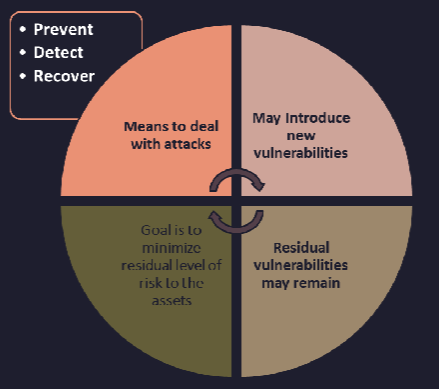 • Prevent
• Detect
• Recover
Means to deal
with attacks
May Introduce
new
vulnerabilities
Goal is to
minimize
residual level of
risk to the
assets
Residual
vulnerabilities
may remain